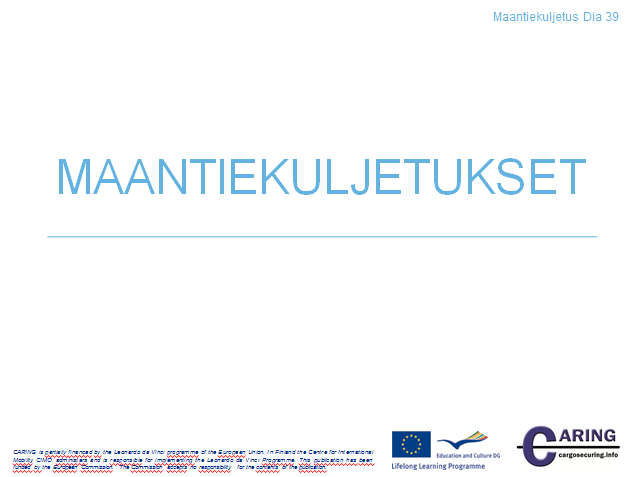 Maantiekuljetus Dia 39
MAANTIEKULJETUKSET
CARING is partially financed by the Leonardo da Vinci programme of the European Union. In Finland the Centre for International
Mobility CIMO administers and is responsible for implementing the Leonardo da Vinci Programme. This publication has been
funded by the European Commission. The Commission accepts no responsibility for the contents of the publication.
Education and Culture DG
Lifelong Learning Programme
CARING
cargosecuring.info